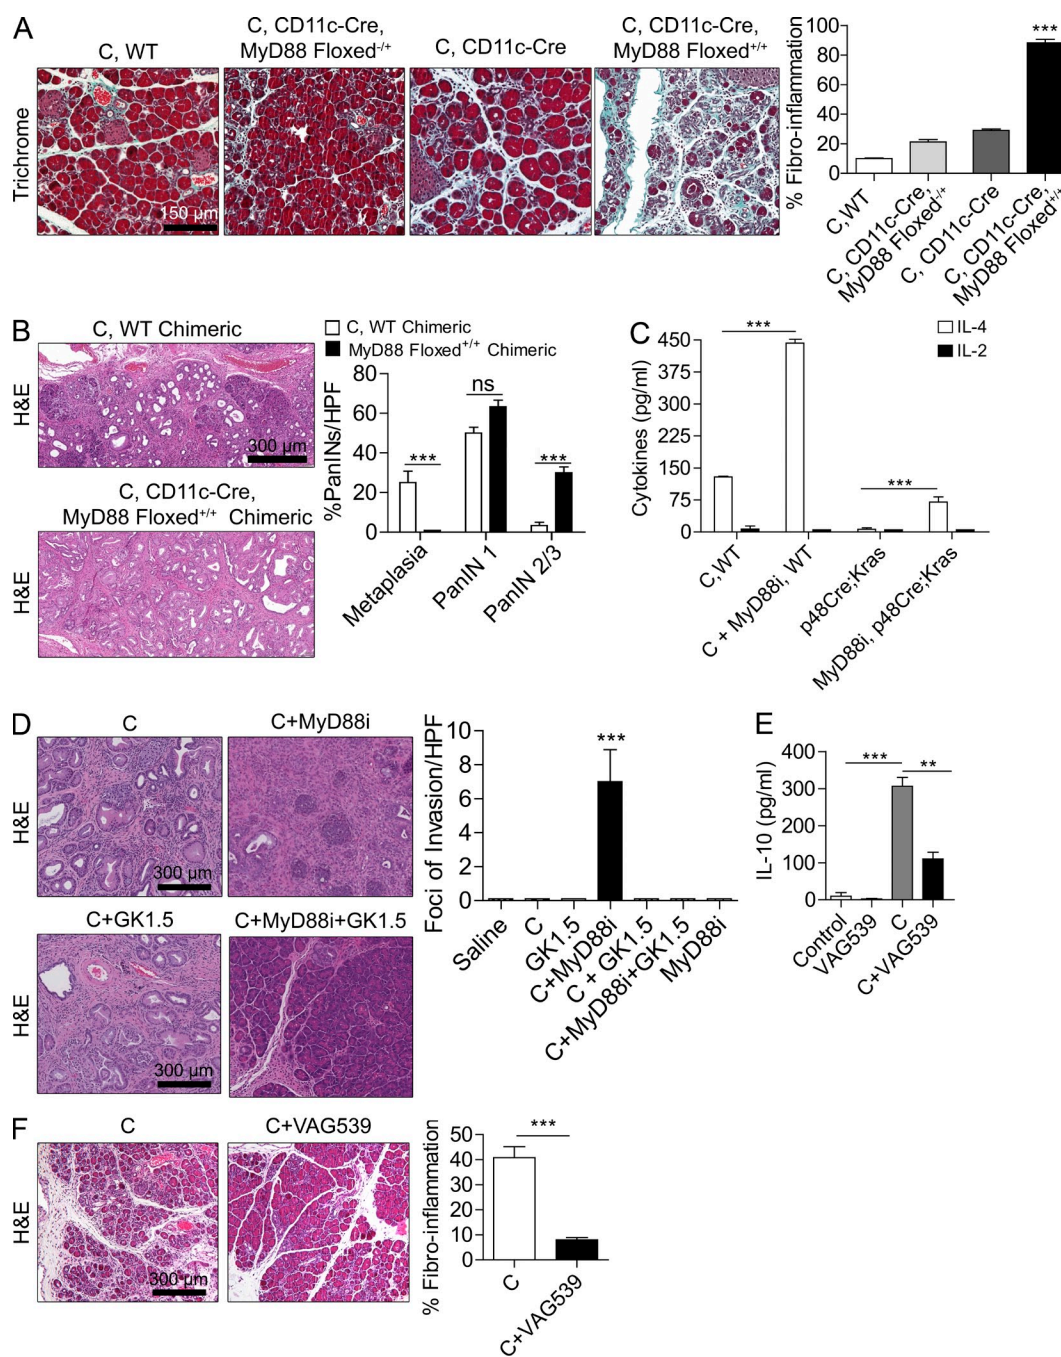 A
C, WT
C, CD11c-Cre,
MyD88 Floxed-/+
C, CD11c-Cre
C, CD11c-Cre,
MyD88 Floxed+/+
Trichrome
150 µm
% Fibro-inflammation
100
80
60
40
20
0
***
C,WT
C, CD11c-Cre,
MyD88 Floxed-/+
C, CD11c-Cre
C, CD11c-Cre,
MyD88 Floxed+/+
B
C, WT Chimeric
H&E
300 µm
C, CD11c-Cre,
MyD88 Floxed+/+ Chimeric
H&E
C, WT Chimeric
MyD88 Floxed+/+ Chimeric
%PanINs/HPF
80
60
40
20
0
***
ns
***
Metaplasia
PanIN 1
PanIN 2/3
C
IL-4
IL-2
Cytokines (pg/ml)
450
375
300
225
150
75
0
***
***
C,WT
C + MyD88i, WT
p48Cre;Kras
MyD88i, p48Cre;Kras
D
C
C+MyD88i
H&E
300 µm
C+GK1.5
C+MyD88i+GK1.5
H&E
300 µm
Foci of Invasion/HPF
10
8
6
4
2
0
***
Saline
C
GK1.5
C+MyD88i
C + GK1.5
C+MyD88i+GK1.5
MyD88i
E
IL-10 (pg/ml)
400
300
200
100
0
***
**
Control
VAG539
C
C+VAG539
F
C
C+VAG539
H&E
300 µm
% Fibro-inflammation
50
40
30
20
10
0
***
C
C+VAG539